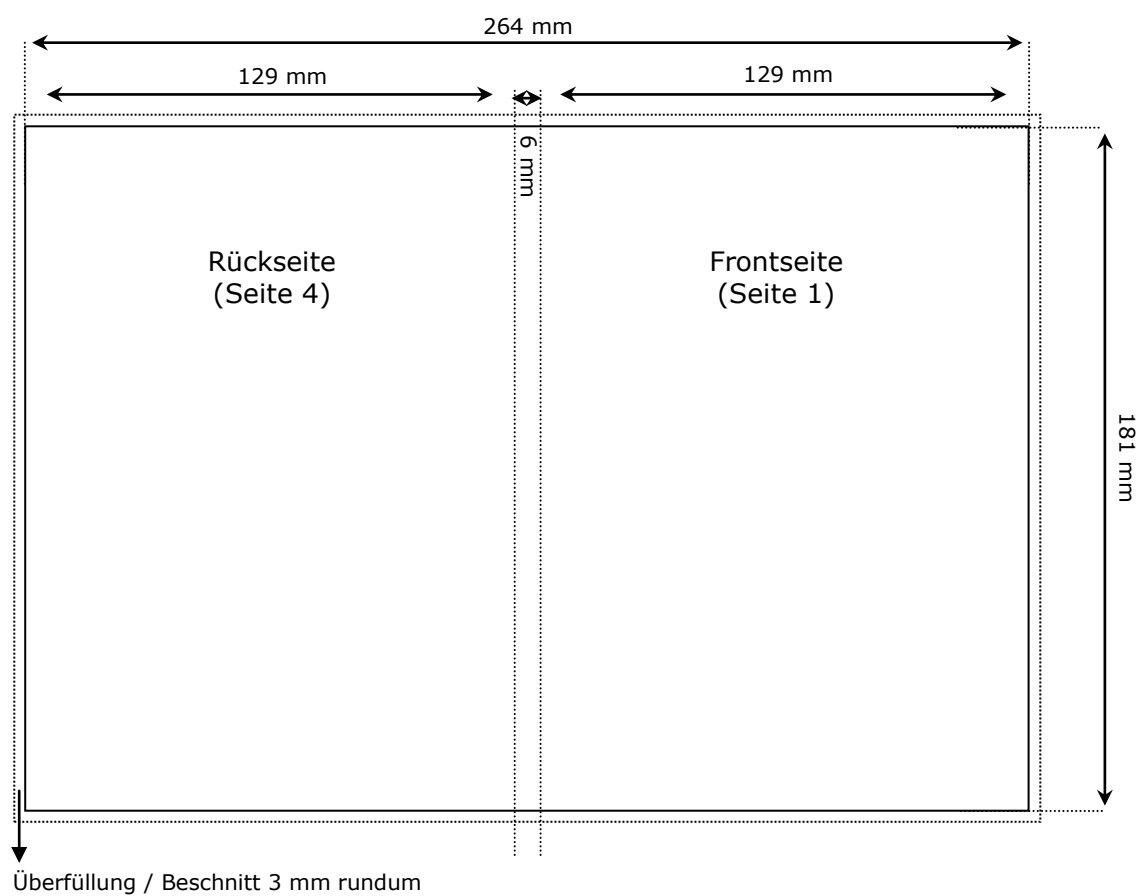 264 mm
129 mm
129 mm
6 mm
Rückseite
(Seite 4)
Frontseite
(Seite 1)
181 mm
Überfüllung / Beschnitt 3 mm rundum